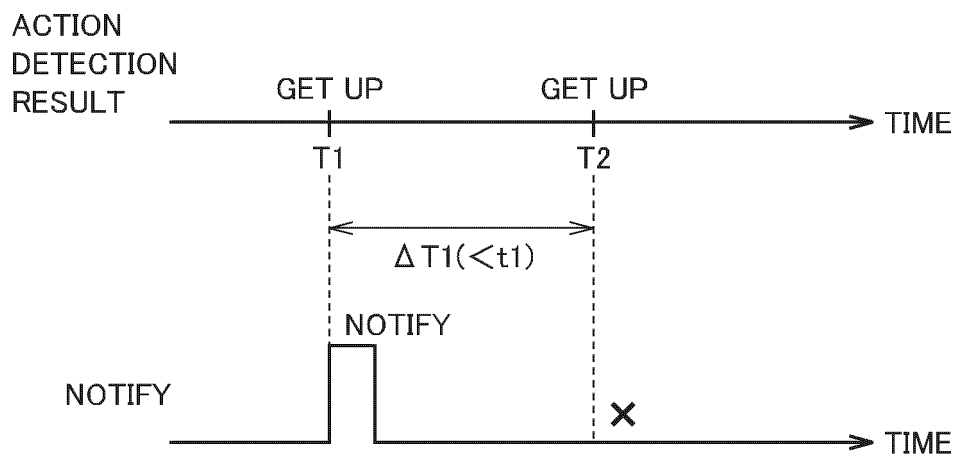 ACTION
DETECTION
RESULT
GET UP
GET UP
TIME
T1
T2
ΔT1(<t1)
NOTIFY
NOTIFY
×
TIME